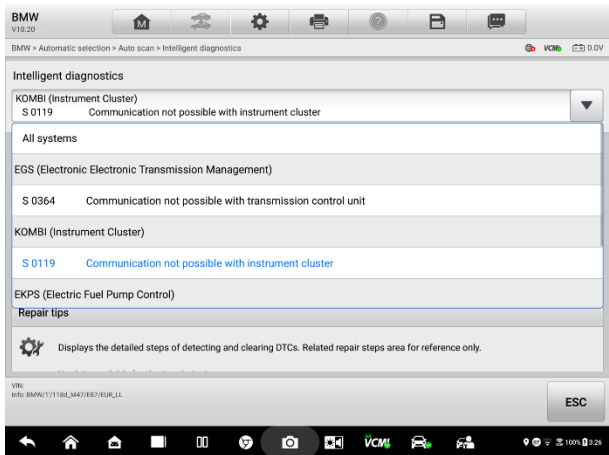 BMW
V10.20
M
?
BMW > Automatic selection > Auto scan > Intelligent diagnostics
VCMI 0.0V
Intelligent diagnostics
KOMBI (Instrument Cluster)
S 0119 Communication not possible with instrument cluster
All systems
EGS (Electronic Electronic Transmission Management)
S 0364 Communication not possible with transmission control unit
KOMBI (Instrument Cluster)
S 0119 Communication not possible with instrument cluster
EKPS (Electric Fuel Pump Control)
Repair tips
Displays the detailed steps of detecting and clearing DTCs. Related repair steps area for reference only.
VIN:
Info: BMW/1'/118d_M47/E87/EUR_LL
ESC
VCMI 100% 3:26